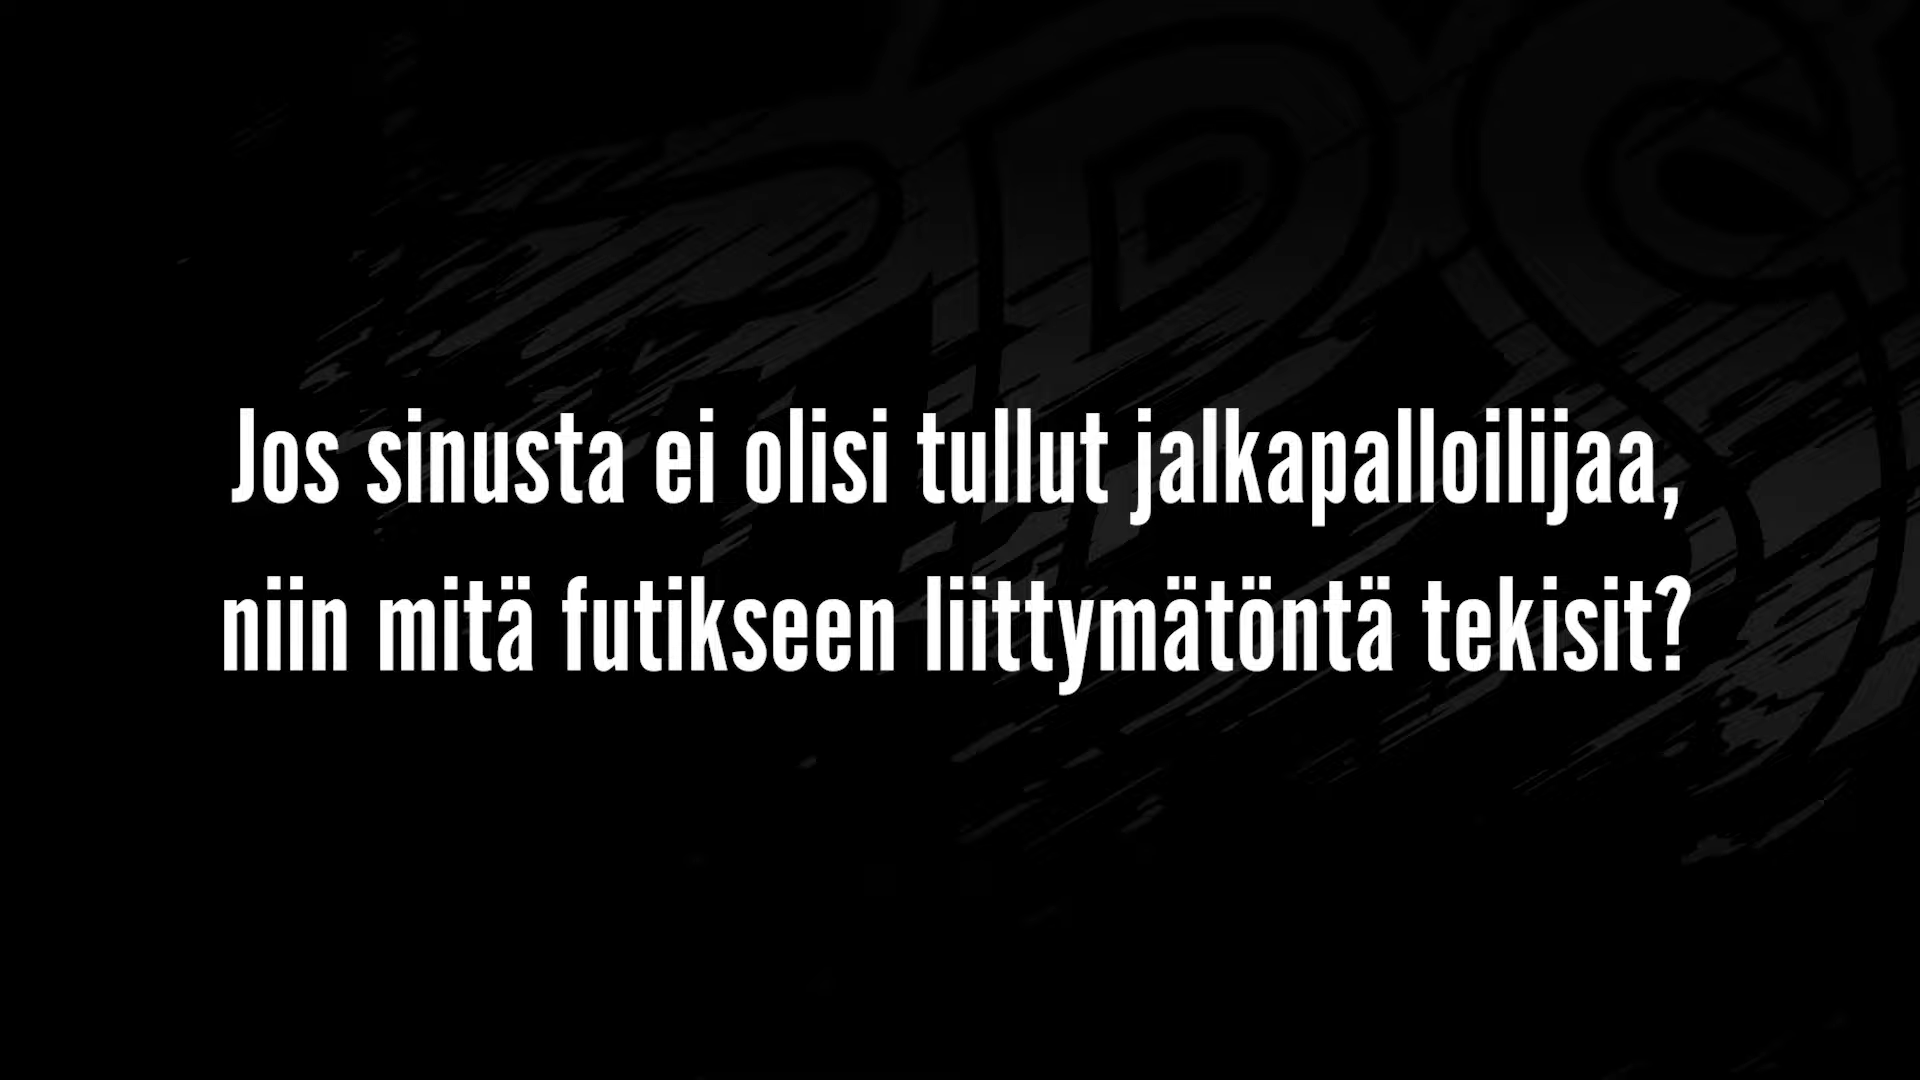 Jos sinusta ei olisi tullut jalkapalloilijaa,
niin mitä futikseen liittymätöntä tekisit?